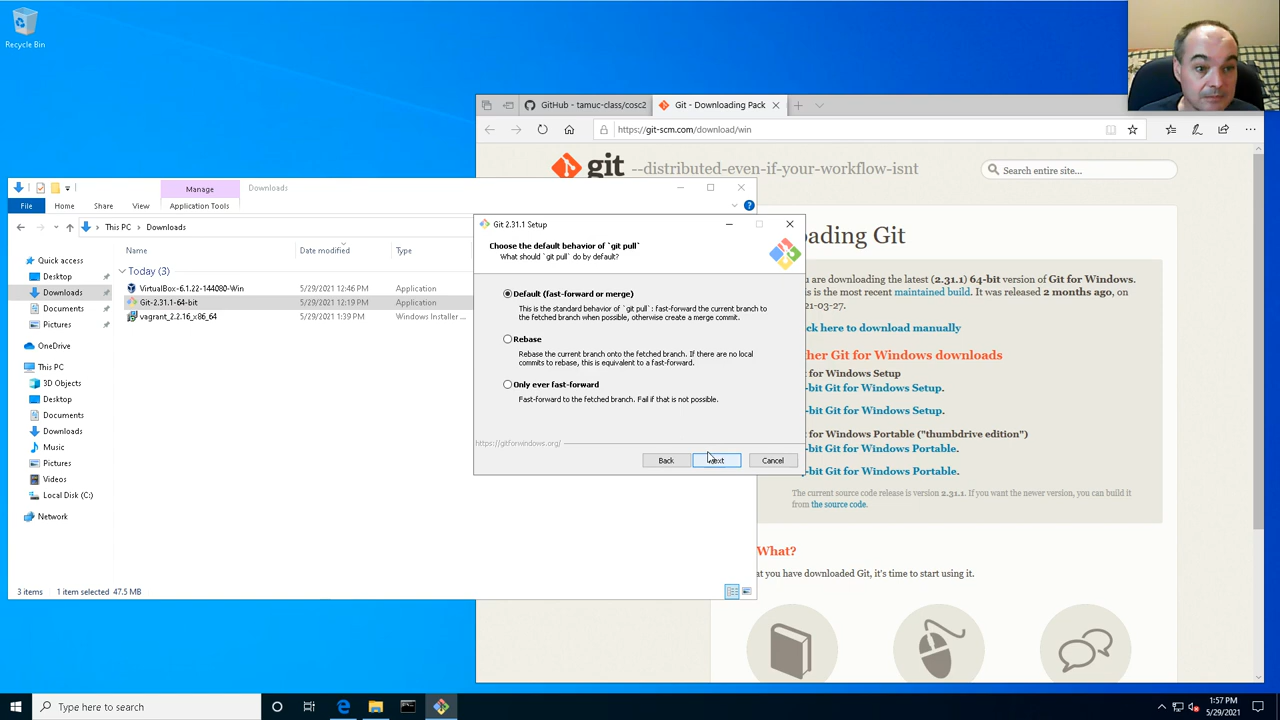 Recycle Bin
GitHub - tamuc-class/cosc2
Git - Downloading Pack
https://git-scm.com/download/win
git
--distributed-even-if-your-workflow-isnt
Search entire site...
Manage
Downloads
File
Home
Share
View
Application Tools
This PC
Downloads
Name
Date modified
Type
Today (3)
VirtualBox-6.1.22-144080-Win
5/29/2021 12:46 PM
Application
Git-2.31.1-64-bit
5/29/2021 12:19 PM
Application
vagrant_2.2.16_x86_64
5/29/2021 1:39 PM
Windows Installer ...
Quick access
Desktop
Downloads
Documents
Pictures
OneDrive
This PC
3D Objects
Desktop
Documents
Downloads
Music
Pictures
Videos
Local Disk (C:)
Network
3 items
1 item selected 47.5 MB
Git 2.31.1 Setup
Choose the default behavior of `git pull`
What should `git pull` do by default?
Default (fast-forward or merge)
This is the standard behavior of `git pull`: fast-forward the current branch to
the fetched branch when possible, otherwise create a merge commit.
Rebase
Rebase the current branch onto the fetched branch. If there are no local
commits to rebase, this is equivalent to a fast-forward.
Only ever fast-forward
Fast-forward to the fetched branch. Fail if that is not possible.
https://gitforwindows.org/
Back
Cancel
ading Git
are downloading the latest (2.31.1) 64-bit version of Git for Windows.
is the most recent maintained build. It was released 2 months ago, on
-03-27.
here to download manually
her Git for Windows downloads
for Windows Setup
-bit Git for Windows Setup.
-bit Git for Windows Setup.
for Windows Portable ("thumbdrive edition")
-bit Git for Windows Portable.
-bit Git for Windows Portable.
The current source code release is version 2.31.1. If you want the newer version, you can build it
from the source code.
What?
at you have downloaded Git, it's time to start using it.
Type here to search
1:57 PM
5/29/2021